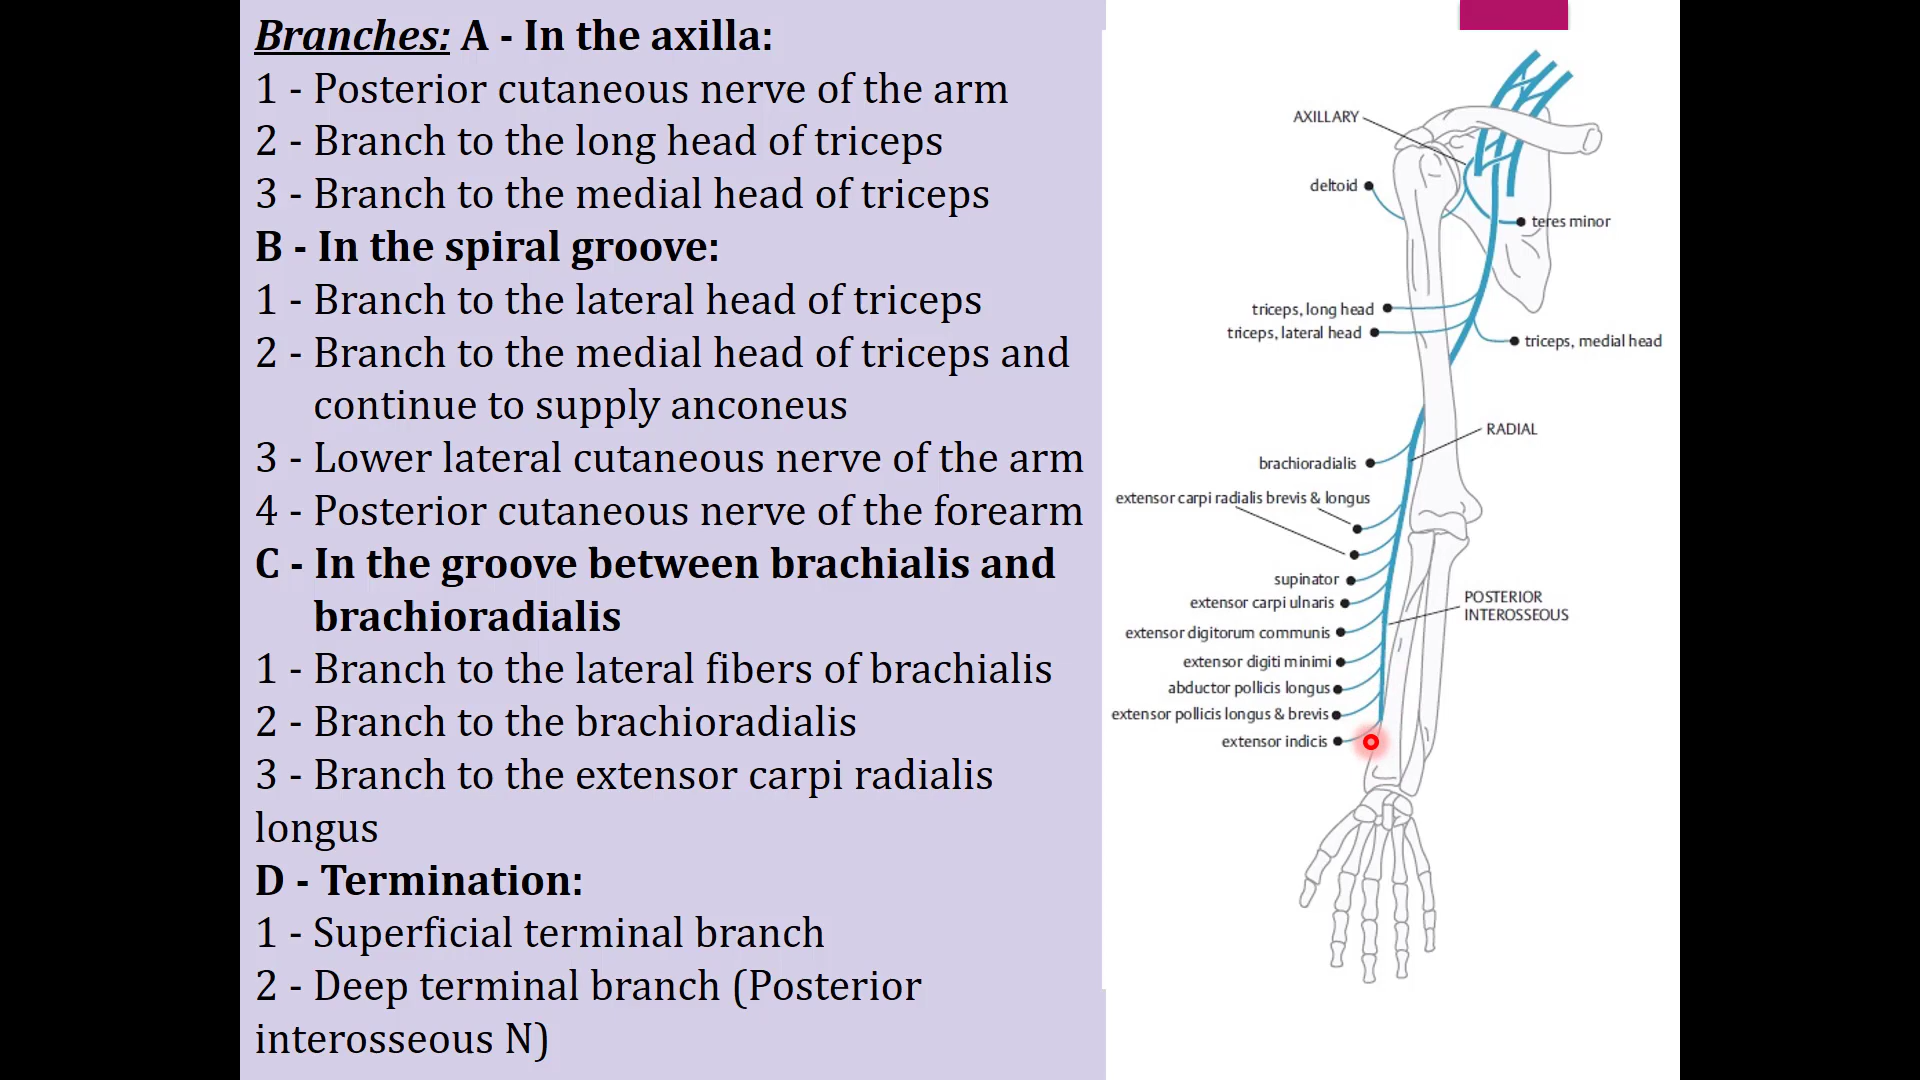 Branches: A - In the axilla:
1 - Posterior cutaneous nerve of the arm
2 - Branch to the long head of triceps
3 - Branch to the medial head of triceps
B - In the spiral groove:
1 - Branch to the lateral head of triceps
2 - Branch to the medial head of triceps and
continue to supply anconeus
3 - Lower lateral cutaneous nerve of the arm
4 - Posterior cutaneous nerve of the forearm
C - In the groove between brachialis and
brachioradialis
1 - Branch to the lateral fibers of brachialis
2 - Branch to the brachioradialis
3 - Branch to the extensor carpi radialis
longus
D - Termination:
1 - Superficial terminal branch
2 - Deep terminal branch (Posterior
interosseous N)
AXILLARY
deltoid
teres minor
triceps, long head
triceps, lateral head
triceps, medial head
RADIAL
brachioradialis
extensor carpi radialis brevis & longus
supinator
extensor carpi ulnaris
POSTERIOR
INTEROSSEOUS
extensor digitorum communis
extensor digiti minimi
abductor pollicis longus
extensor pollicis longus & brevis
extensor indicis